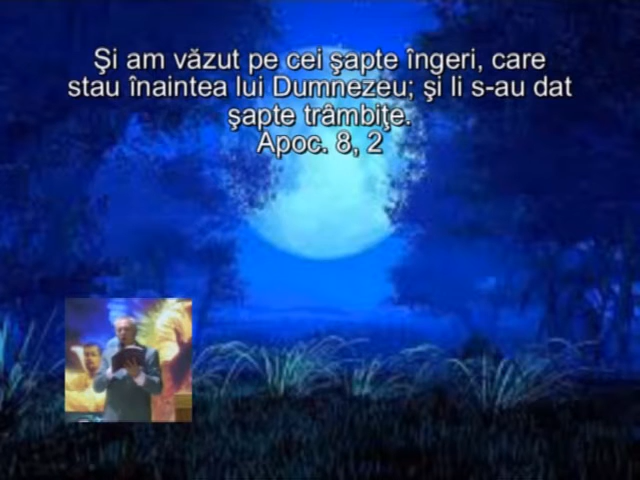 Şi am văzut pe cei şapte îngeri, care
stau înaintea lui Dumnezeu; şi li s-au dat
şapte trâmbiţe.
Apoc. 8, 2